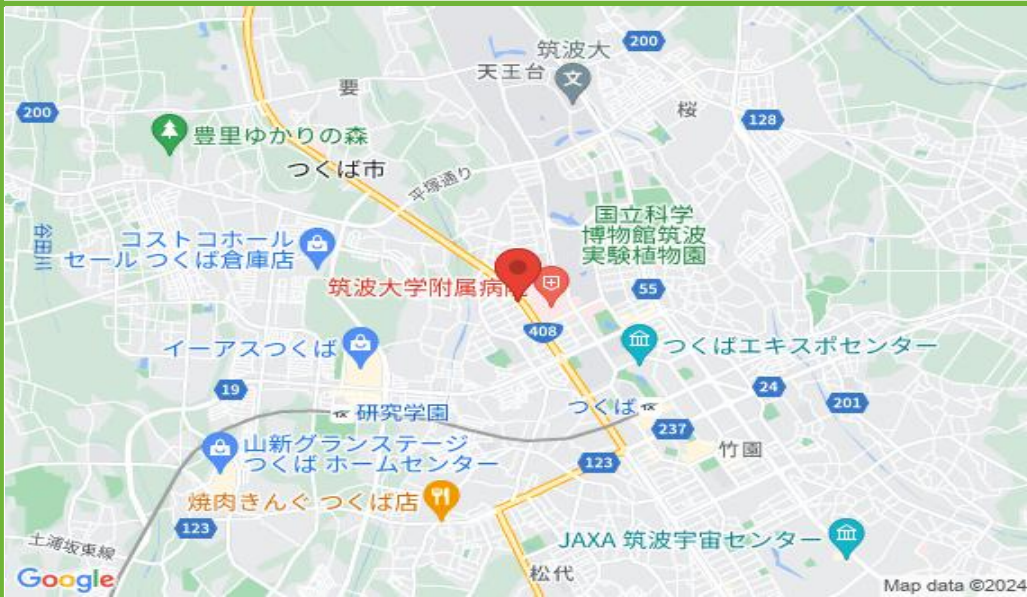 筑波大
200
天王台
文
要
200
桜
128
豊里ゆかりの森
つくば市
平塚通り
国立科学
博物館筑波
実験植物園
谷田川
コストコホール
セール つくば倉庫店
筑波大学附属病
55
408
イーアスつくば
つくばエキスポセンター
19
24
201
つくば
研究学園
237
山新グランステージ
つくば ホームセンター
竹園
123
焼肉きんぐ つくば店
123
JAXA 筑波宇宙センター
土浦坂東線
松代
Google
Map data ©2024